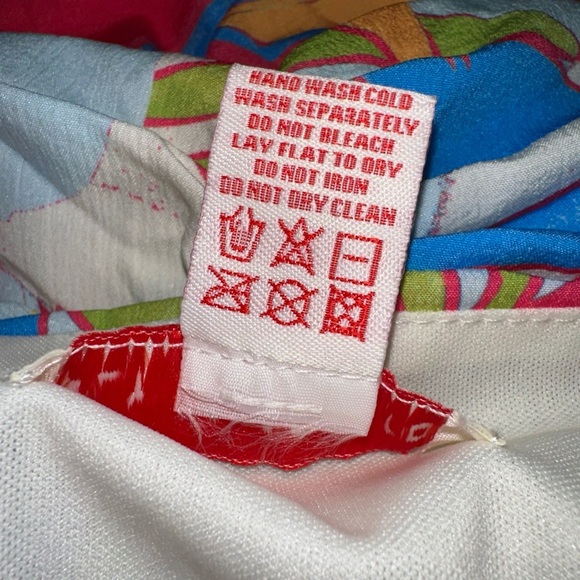 HAND WASH COLD
WASH SEPARATELY
DO NOT BLEACH
LAY FLAT TO DRY
DO NOT IRON
DO NOT DRY CLEAN